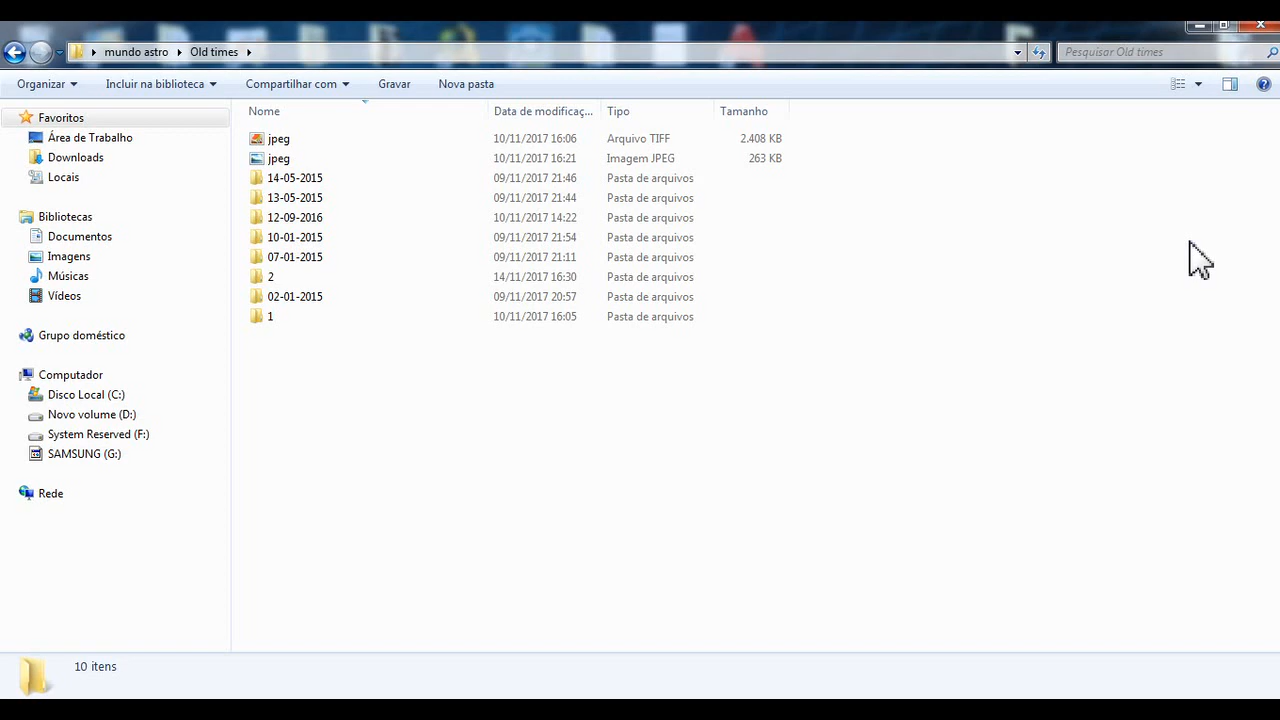 mundo astro Old times Pesquisar Old times
Organizar Incluir na biblioteca Compartilhar com Gravar Nova pasta
Favoritos
Área de Trabalho
Downloads
Locais
Bibliotecas
Documentos
Imagens
Músicas
Vídeos
Grupo doméstico
Computador
Disco Local (C:)
Novo volume (D:)
System Reserved (F:)
SAMSUNG (G:)
Rede
Nome Data de modificaç... Tipo Tamanho
jpeg 10/11/2017 16:06 Arquivo TIFF 2.408 KB
jpeg 10/11/2017 16:21 Imagem JPEG 263 KB
14-05-2015 09/11/2017 21:46 Pasta de arquivos
13-05-2015 09/11/2017 21:44 Pasta de arquivos
12-09-2016 10/11/2017 14:22 Pasta de arquivos
10-01-2015 09/11/2017 21:54 Pasta de arquivos
07-01-2015 09/11/2017 21:11 Pasta de arquivos
2 14/11/2017 16:30 Pasta de arquivos
02-01-2015 09/11/2017 20:57 Pasta de arquivos
1 10/11/2017 16:05 Pasta de arquivos
10 itens